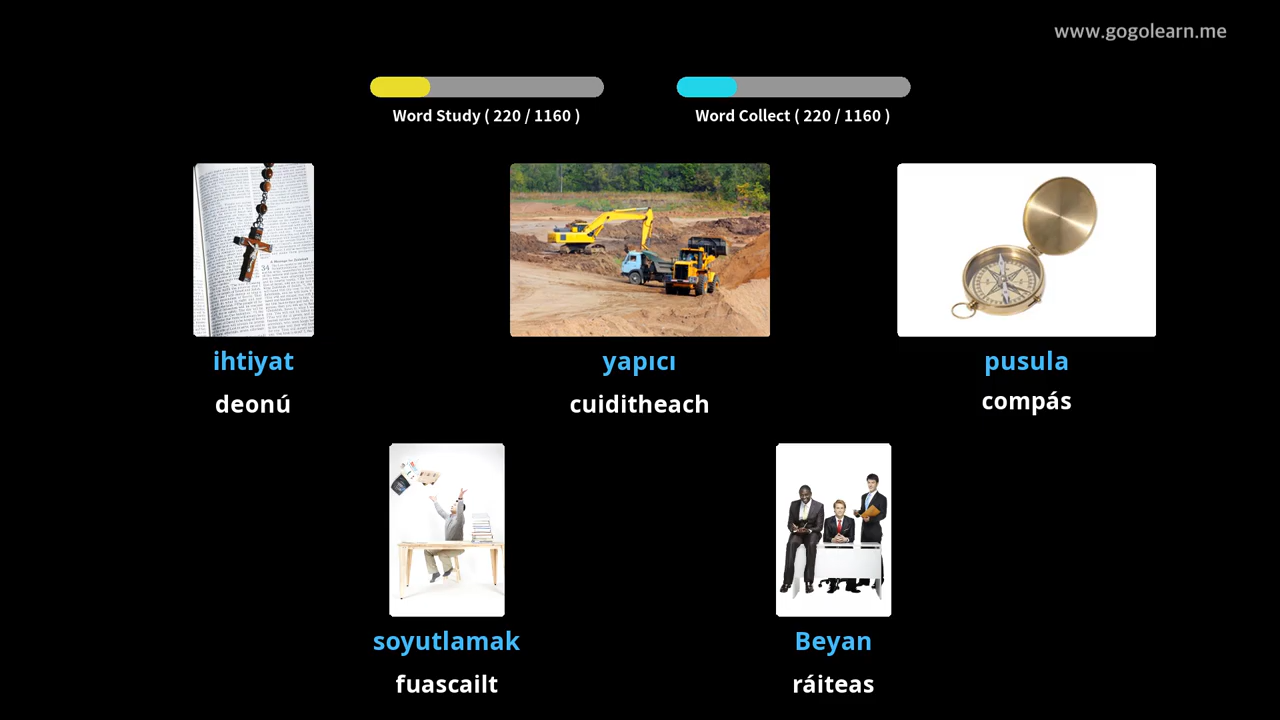 www.gogolearn.me
Word Study ( 220 / 1160 )
Word Collect ( 220 / 1160 )
ihtiyat
yapıcı
pusula
deonú
cuiditheach
compás
soyutlamak
Beyan
fuascailt
ráiteas